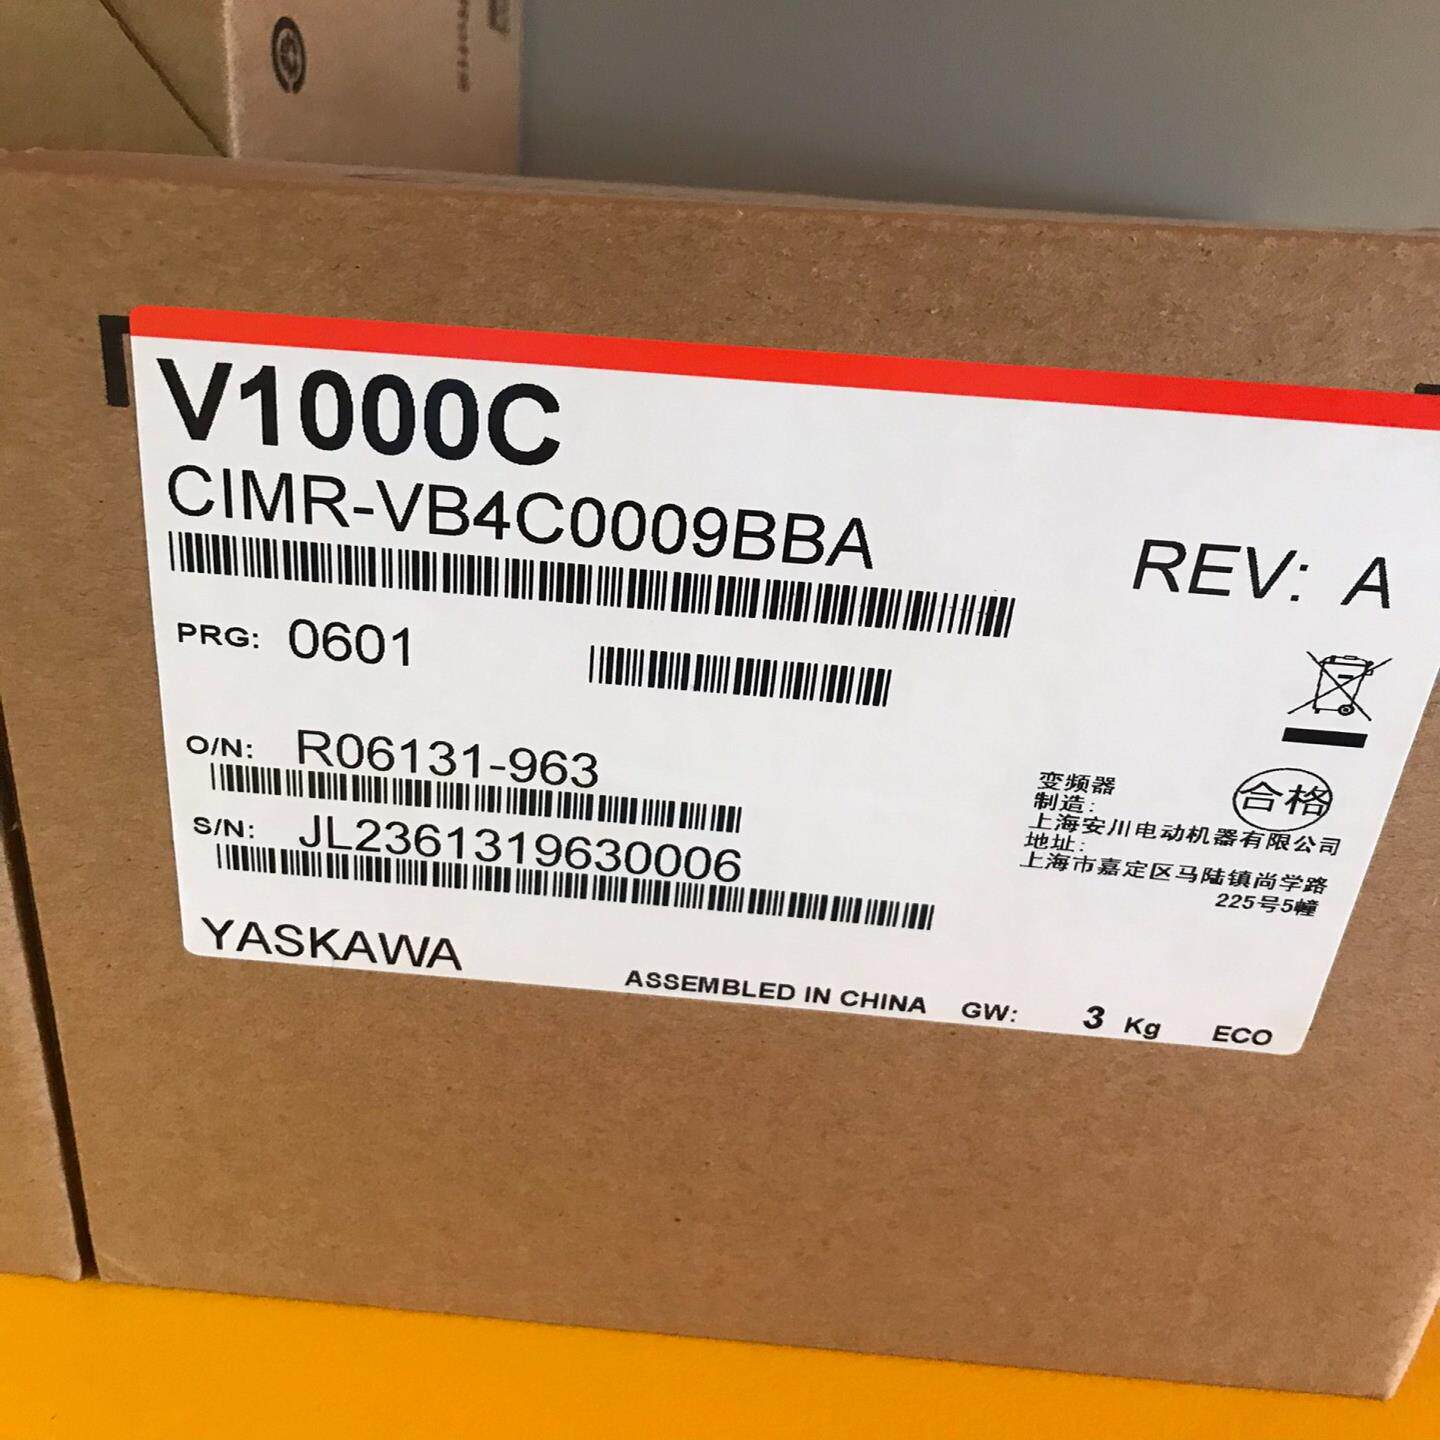 V1000C
CIMR-VB4C0009BBA
REV: A
PRG: 0601
O/N: R06131-963
S/N: JL2361319630006
变频器
合格
制造:
上海安川电动机器有限公司
地址:
上海市嘉定区马陆镇尚学路
225号5幢
YASKAWA
ASSEMBLED IN CHINA GW: 3 Kg ECO